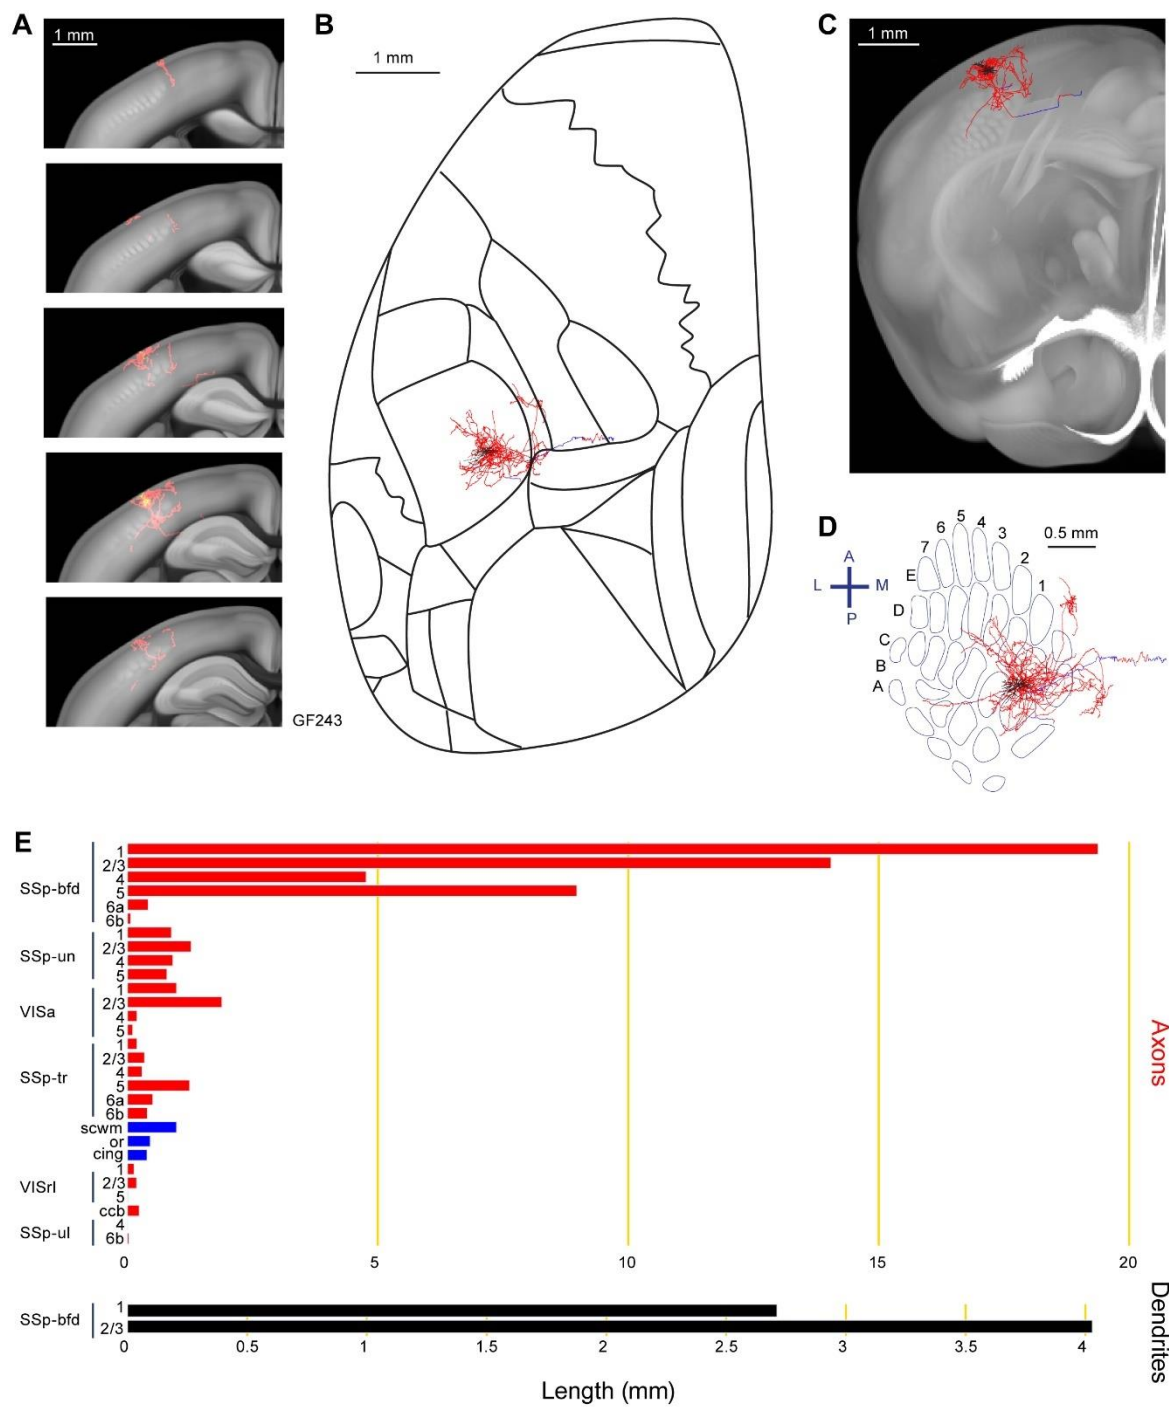 A
1 mm
B
1 mm
GF243
C
1 mm
D
0.5 mm
A
L
M
P
7
6
5
4
3
2
1
E
D
C
B
A
E
SSp-bfd
1
2/3
4
5
6a
6b
SSp-un
1
2/3
4
5
VISa
1
2/3
4
5
SSp-tr
1
2/3
4
5
6a
6b
scwm
or
cing
VISrl
1
2/3
5
ccb
SSp-ul
4
6b
0 5 10 15 20
Axons
SSp-bfd
1
2/3
0 0.5 1 1.5 2 2.5 3 3.5 4
Dendrites
Length (mm)